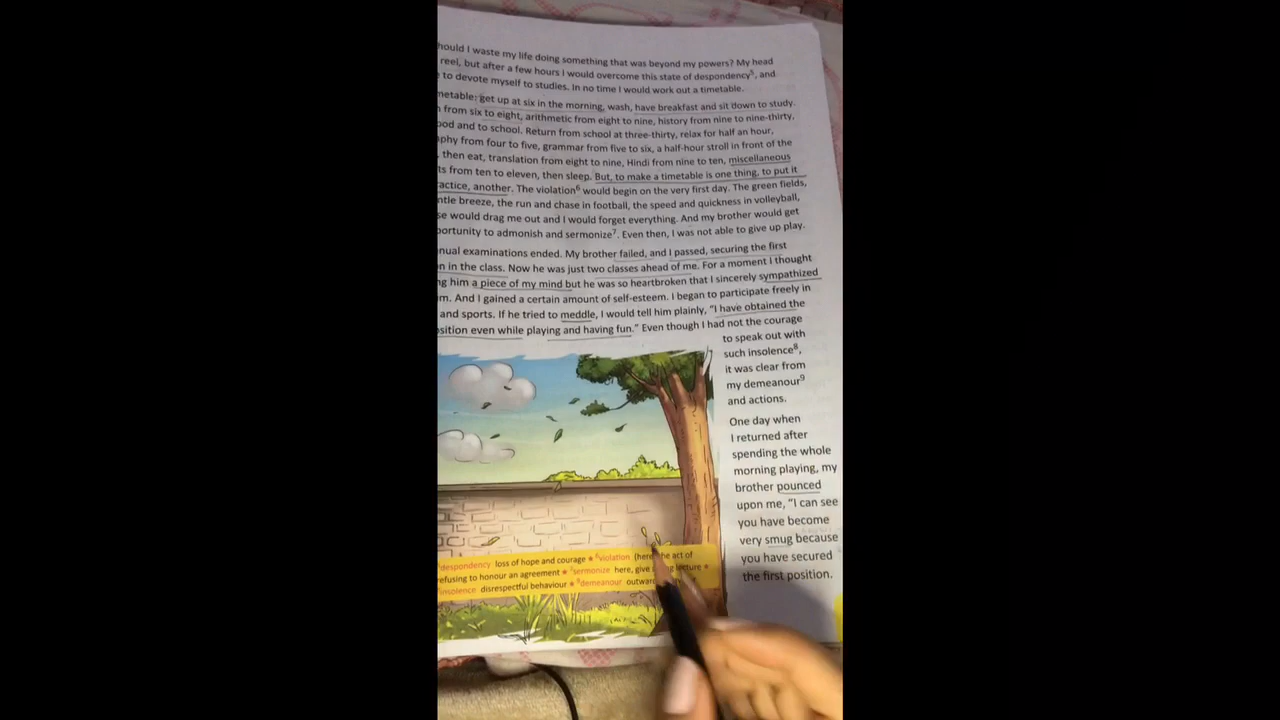 hould I waste my life doing something that was beyond my powers? My head
reel, but after a few hours I would overcome this state of despondency⁵, and
to devote myself to studies. In no time I would work out a timetable.
metable: get up at six in the morning, wash, have breakfast and sit down to study.
from six to eight, arithmetic from eight to nine, history from nine to nine-thirty,
ood and to school. Return from school at three-thirty, relax for half an hour,
phy from four to five, grammar from five to six, a half-hour stroll in front of the
, then eat, translation from eight to nine, Hindi from nine to ten, miscellaneous
ts from ten to eleven, then sleep. But, to make a timetable is one thing, to put it
actice, another. The violation⁶ would begin on the very first day. The green fields,
ntle breeze, the run and chase in football, the speed and quickness in volleyball,
se would drag me out and I would forget everything. And my brother would get
portunity to admonish and sermonize⁷. Even then, I was not able to give up play.
nual examinations ended. My brother failed, and I passed, securing the first
n in the class. Now he was just two classes ahead of me. For a moment I thought
ng him a piece of my mind but he was so heartbroken that I sincerely sympathized
m. And I gained a certain amount of self-esteem. I began to participate freely in
and sports. If he tried to meddle, I would tell him plainly, "I have obtained the
sition even while playing and having fun." Even though I had not the courage
to speak out with
such insolence⁸,
it was clear from
my demeanour⁹
and actions.
One day when
I returned after
spending the whole
morning playing, my
brother pounced
upon me, "I can see
you have become
very smug because
you have secured
the first position.
despondency loss of hope and courage * ⁶violation (here) the act of
refusing to honour an agreement * ⁷sermonize here, give lecture *
insolence disrespectful behaviour * ⁹demeanour